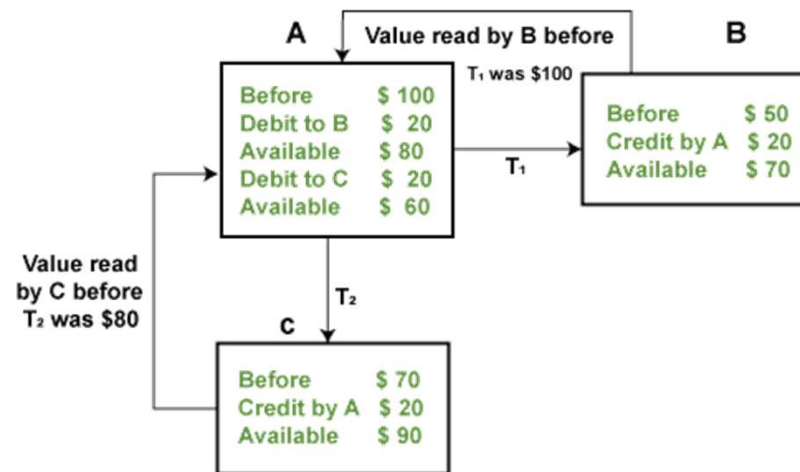 A
Value read by B before
T₁ was $100
B
Before $ 100
Debit to B $ 20
Available $ 80
Debit to C $ 20
Available $ 60
T₁
Before $ 50
Credit by A $ 20
Available $ 70
Value read
by C before
T₂ was $80
T₂
C
Before $ 70
Credit by A $ 20
Available $ 90